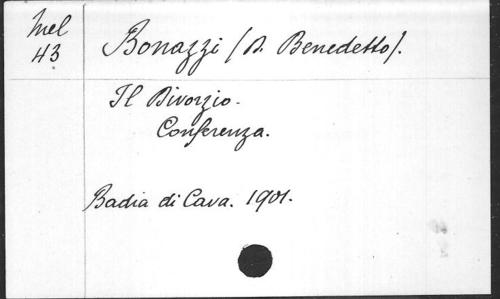 Mel
43
Bonazzi (D. Benedetto).
Il Divorzio.
Conferenza.
Badia di Cava. 1901.